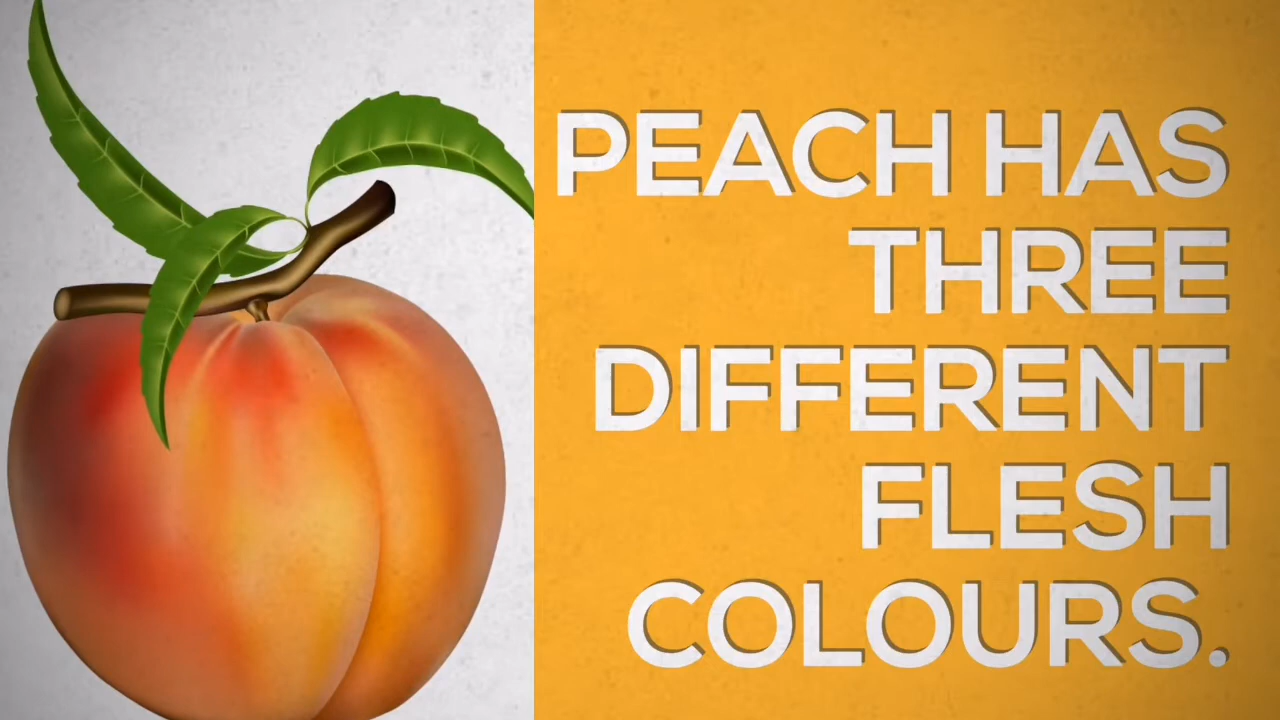 PEACH HAS
THREE
DIFFERENT
FLESH
COLOURS.